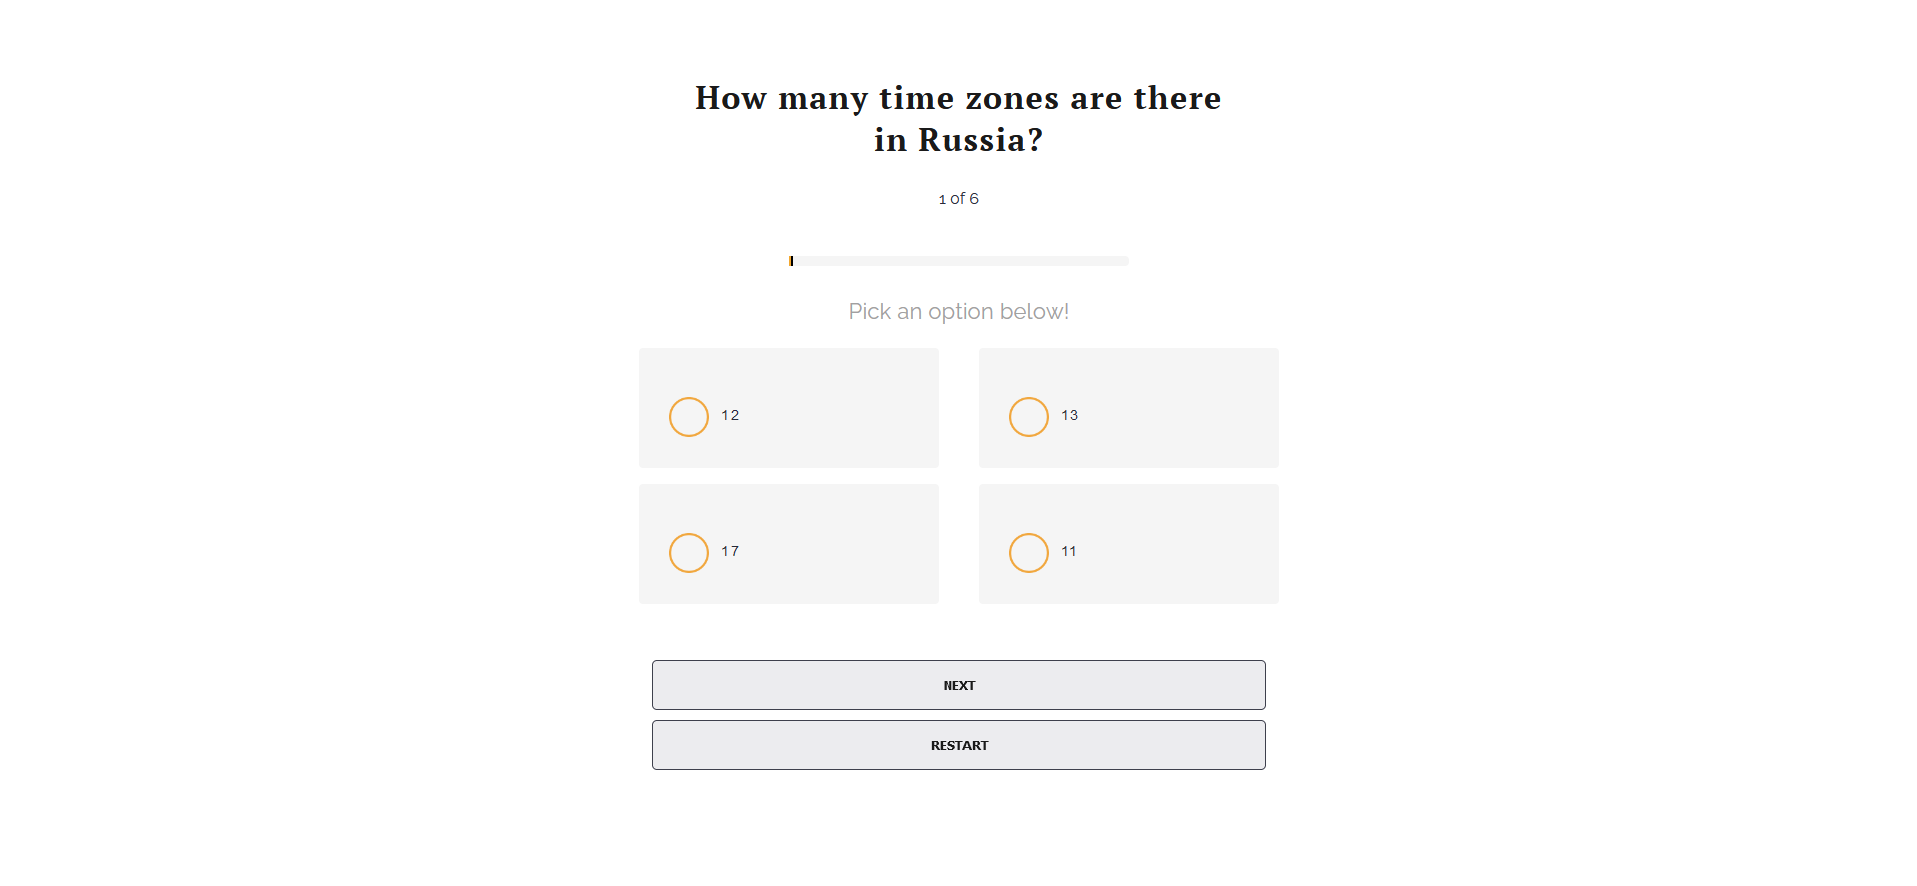 How many time zones are there
in Russia?
1 of 6
Pick an option below!
12
13
17
11
NEXT
RESTART